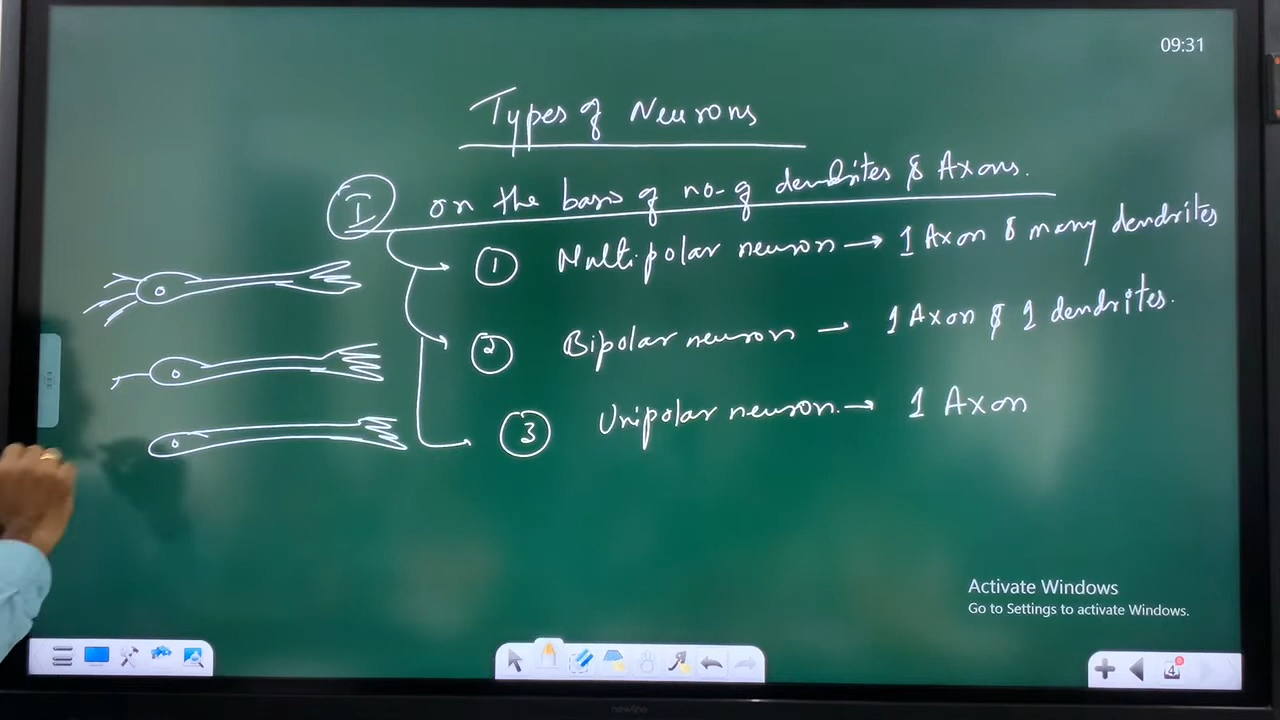 09:31
Types of Neurons
I on the basis of no- of dendrites & Axons.
1 Multipolar neuron → 1 Axon & many dendrites
2 Bipolar neuron – 1 Axon & 1 dendrites.
3 Unipolar neuron. → 1 Axon
Activate Windows
Go to Settings to activate Windows.
4
newline